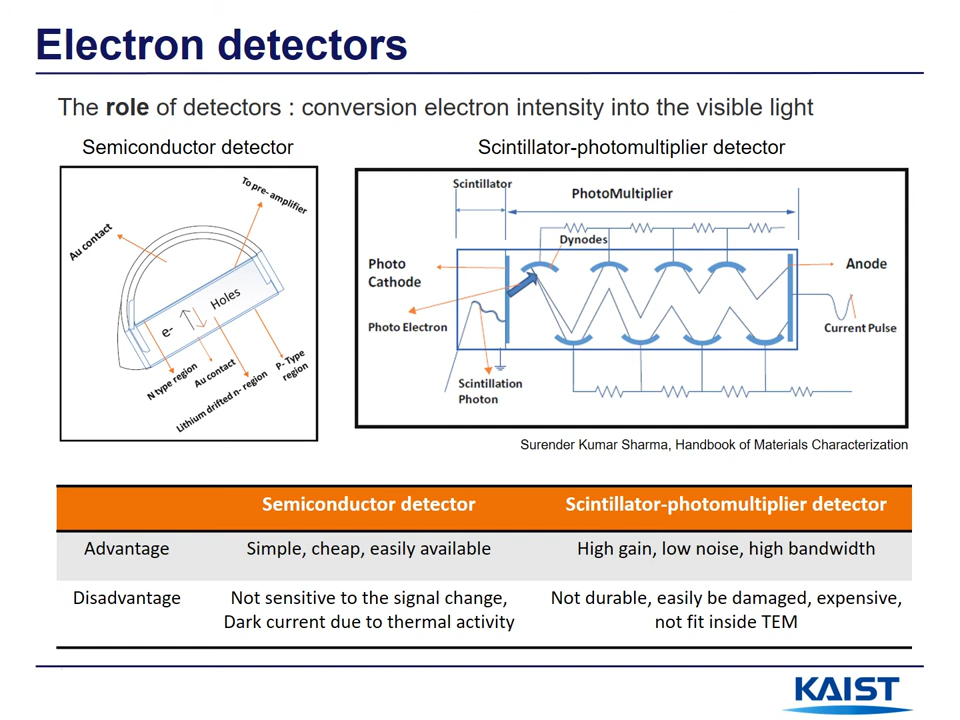 Electron detectors
The role of detectors : conversion electron intensity into the visible light
Semiconductor detector
Scintillator-photomultiplier detector
To pre- amplifier
Au contact
Holes
e-
N type region
Au contact
Lithium drifted n- region
P- Type
region
Scintillator
PhotoMultiplier
Dynodes
Photo
Cathode
Anode
Photo Electron
Current Pulse
Scintillation
Photon
Surender Kumar Sharma, Handbook of Materials Characterization
Semiconductor detector Scintillator-photomultiplier detector
Advantage Simple, cheap, easily available High gain, low noise, high bandwidth
Disadvantage Not sensitive to the signal change, Not durable, easily be damaged, expensive,
Dark current due to thermal activity not fit inside TEM
KAIST